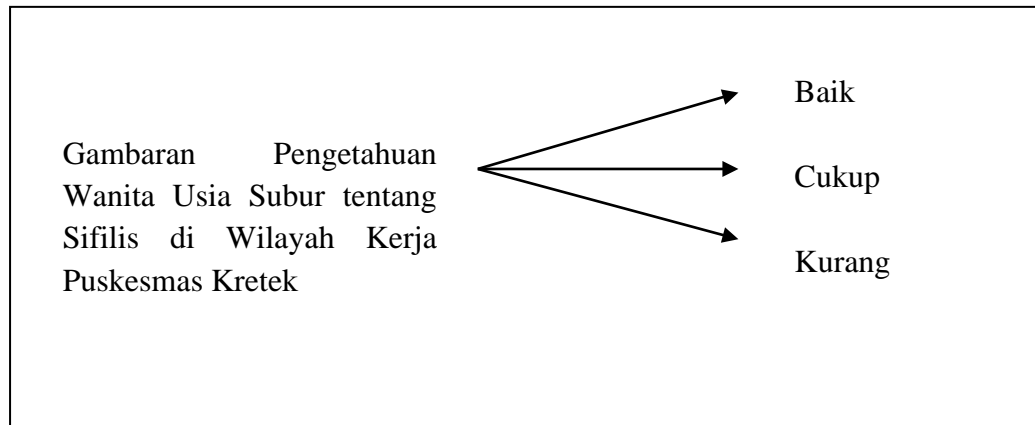 Gambaran Pengetahuan
Wanita Usia Subur tentang
Sifilis di Wilayah Kerja
Puskesmas Kretek
Baik
Cukup
Kurang